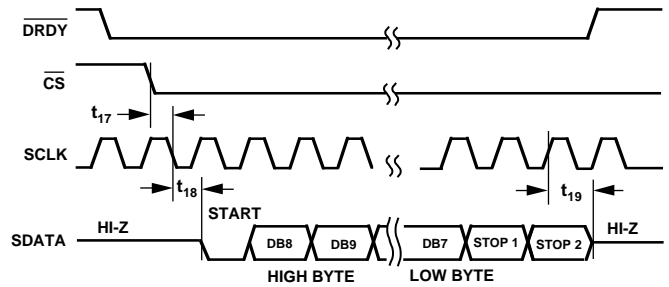 DRDY
CS
t17
SCLK
t18
t19
START
SDATA
HI-Z
DB8
DB9
DB7
STOP 1
STOP 2
HI-Z
HIGH BYTE
LOW BYTE